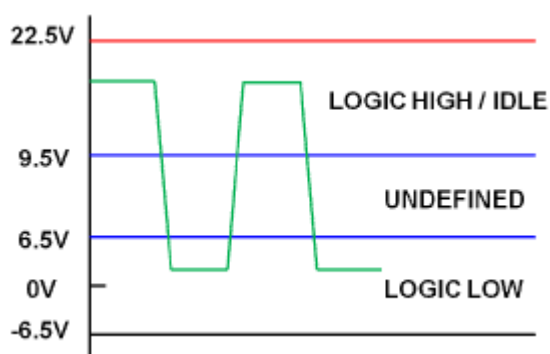 22.5V
LOGIC HIGH / IDLE
9.5V
UNDEFINED
6.5V
0V
LOGIC LOW
-6.5V